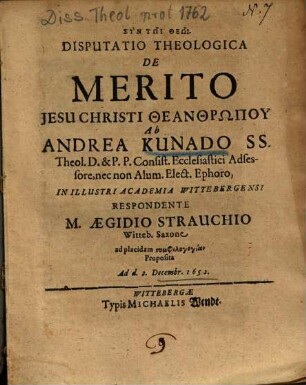 Diss. Theol prot 1762
N. 7
ΣΥΝ ΤΩΙ ΘΕΩΙ.
DISPUTATIO THEOLOGICA
DE
MERITO
JESU CHRISTI ΘΕΑΝΘΡΩΠΟΥ
Ab
ANDREA KUNADO SS.
Theol. D. & P. P. Consist. Ecclesiastici Adses-
sore, nec non Alum. Elect. Ephoro,
IN ILLUSTRI ACADEMIA WITTEBERGENSI
RESPONDENTE
M. ÆGIDIO STRAUCHIO
Witteb. Saxone
ad placidam
Proposita
Ad d. 2. Decembr. 1652.
WITTEBERGÆ
Typis MICHAELIS Wendt.
9